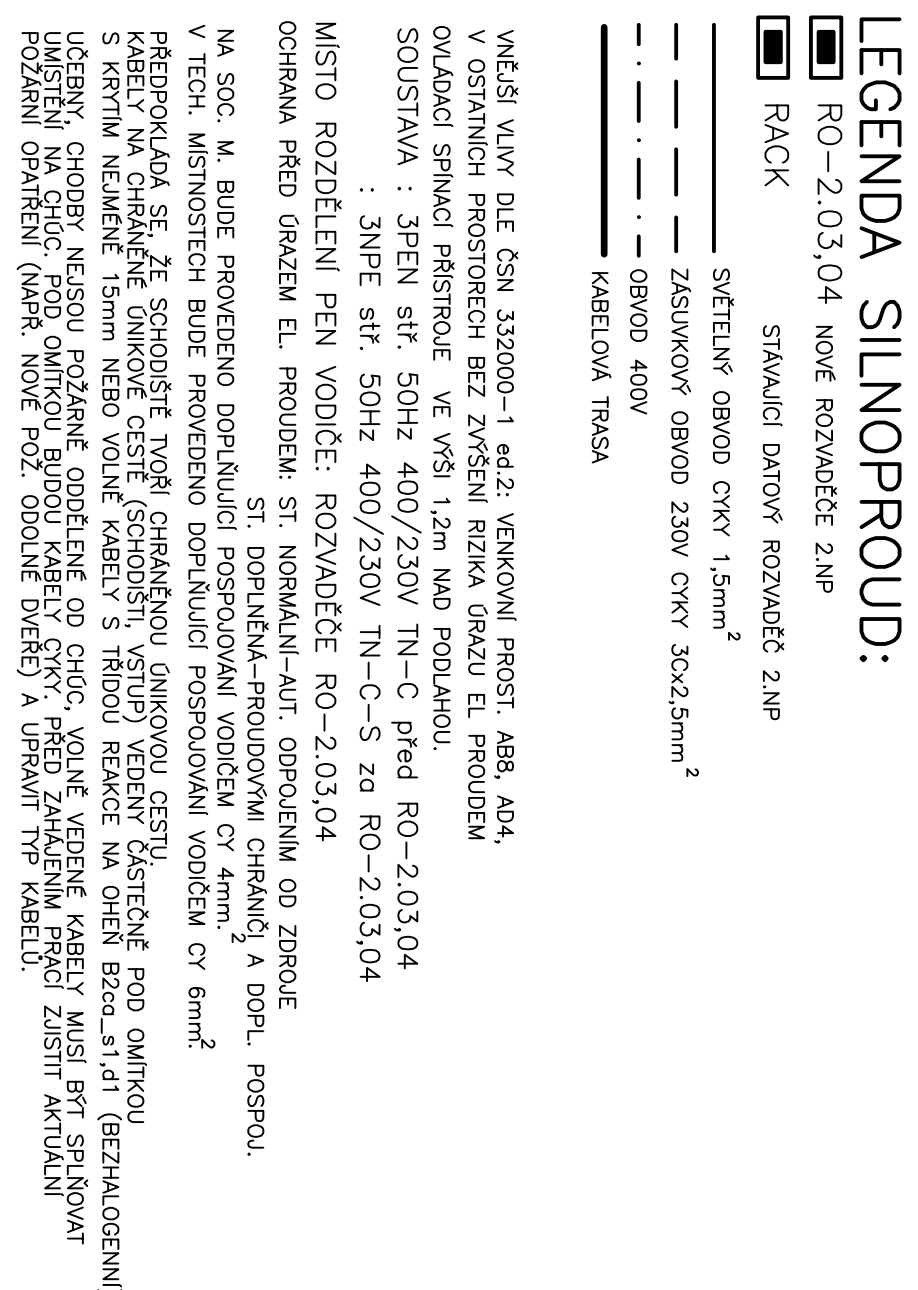 LEGENDA SILNOPROUD:
RO-2.03,04 NOVÉ ROZVADĚČE 2.NP
RACK STÁVAJÍCÍ DATOVÝ ROZVADĚČ 2.NP
SVĚTELNÝ OBVOD CYKY 1,5mm²
ZÁSUVKOVÝ OBVOD 230V CYKY 3Cx2,5mm²
OBVOD 400V
KABELOVÁ TRASA
VNĚJŠÍ VLIVY DLE ČSN 332000-1 ed.2: VENKOVNÍ PROST. AB8, AD4,
V OSTATNÍCH PROSTORECH BEZ ZVÝŠENÍ RIZIKA ÚRAZU EL PROUDEM
OVLÁDACÍ SPÍNACÍ PŘÍSTROJE VE VÝŠI 1,2m NAD PODLAHOU.
SOUSTAVA : 3PEN stř. 50Hz 400/230V TN-C před RO-2.03,04
: 3NPE stř. 50Hz 400/230V TN-C-S za RO-2.03,04
MÍSTO ROZDĚLENÍ PEN VODIČE: ROZVADĚČE RO-2.03,04
OCHRANA PŘED ÚRAZEM EL. PROUDEM: ST. NORMÁLNÍ-AUT. ODPOJENÍM OD ZDROJE
ST. DOPLNĚNÁ-PROUDOVÝMI CHRÁNIČI A DOPL. POSPOJ.
NA SOC. M. BUDE PROVEDENO DOPLŇUJÍCÍ POSPOJOVÁNÍ VODIČEM CY 4mm².
V TECH. MÍSTNOSTECH BUDE PROVEDENO DOPLŇUJÍCÍ POSPOJOVÁNÍ VODIČEM CY 6mm².
PŘEDPOKLÁDÁ SE, ŽE SCHODIŠTĚ TVOŘÍ CHRÁNĚNOU ÚNIKOVOU CESTU.
KABELY NA CHRÁNĚNÉ ÚNIKOVÉ CESTĚ (SCHODIŠTI, VSTUP) VEDENY ČÁSTEČNĚ POD OMÍTKOU
S KRYTÍM NEJMÉNĚ 15mm NEBO VOLNĚ KABELY S TŘÍDOU REAKCE NA OHEŇ B2ca_s1,d1 (BEZHALOGENNÍ
UČEBNY, CHODBY NEJSOU POŽÁRNĚ ODDĚLENÉ OD CHÚC, VOLNĚ VEDENÉ KABELY MUSÍ BÝT SPLŇOVAT
UMÍSTĚNÍ NA CHÚC. POD OMÍTKOU BUDOU KABELY CYKY. PŘED ZAHÁJENÍM PRACÍ ZJISTIT AKTUÁLNÍ
POŽÁRNÍ OPATŘENÍ (NAPŘ. NOVÉ POŽ. ODOLNÉ DVEŘE) A UPRAVIT TYP KABELŮ.